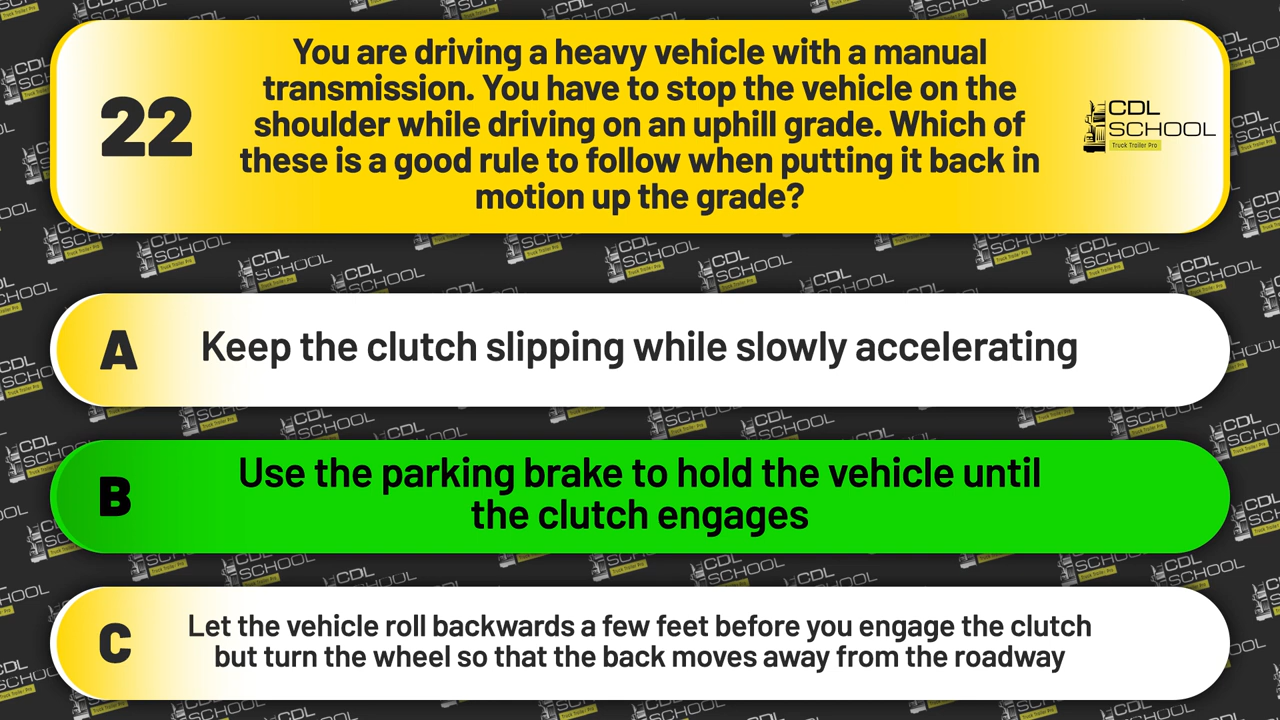 22
You are driving a heavy vehicle with a manual
transmission. You have to stop the vehicle on the
shoulder while driving on an uphill grade. Which of
these is a good rule to follow when putting it back in
motion up the grade?
CDL
SCHOOL
Truck Trailer Pro
A
Keep the clutch slipping while slowly accelerating
B
Use the parking brake to hold the vehicle until
the clutch engages
C
Let the vehicle roll backwards a few feet before you engage the clutch
but turn the wheel so that the back moves away from the roadway